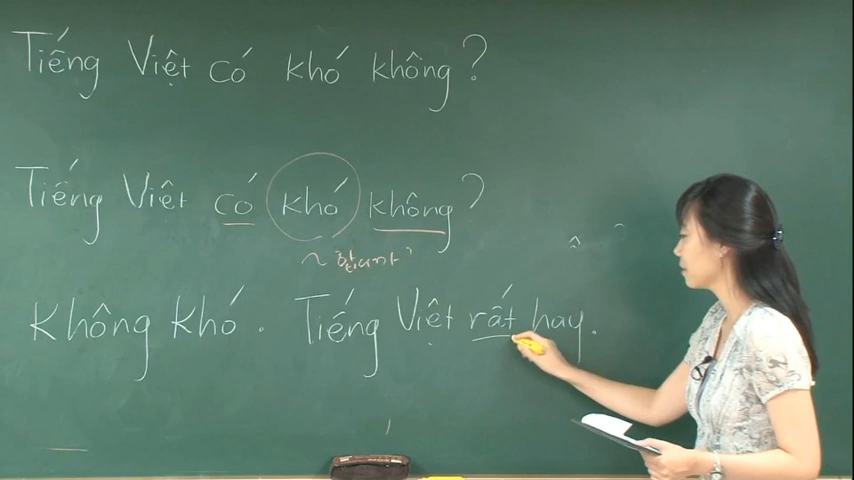 Tiếng Việt có khó không?
Tiếng Việt có khó không?
Không khó. Tiếng Việt rất hay.